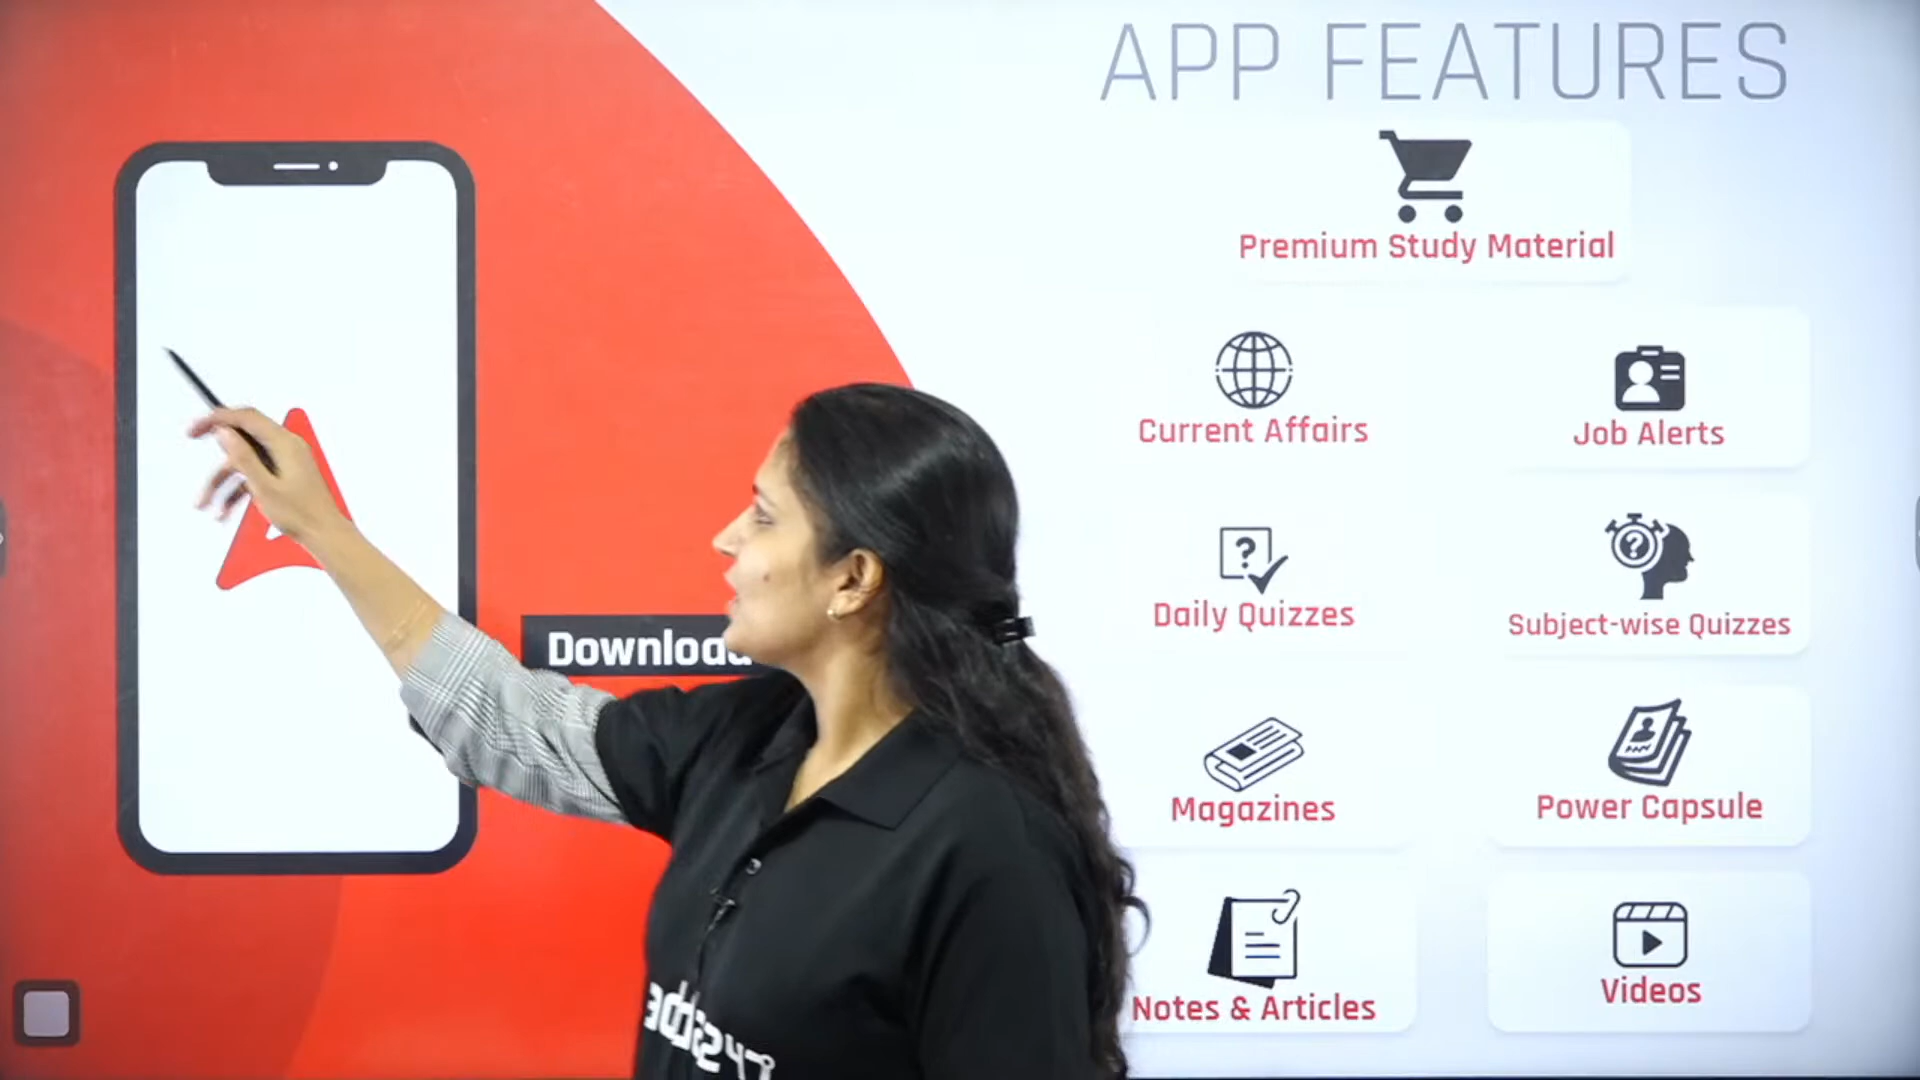 APP FEATURES
Premium Study Material
Current Affairs
Job Alerts
Daily Quizzes
Subject-wise Quizzes
Download
Magazines
Power Capsule
Notes & Articles
Videos